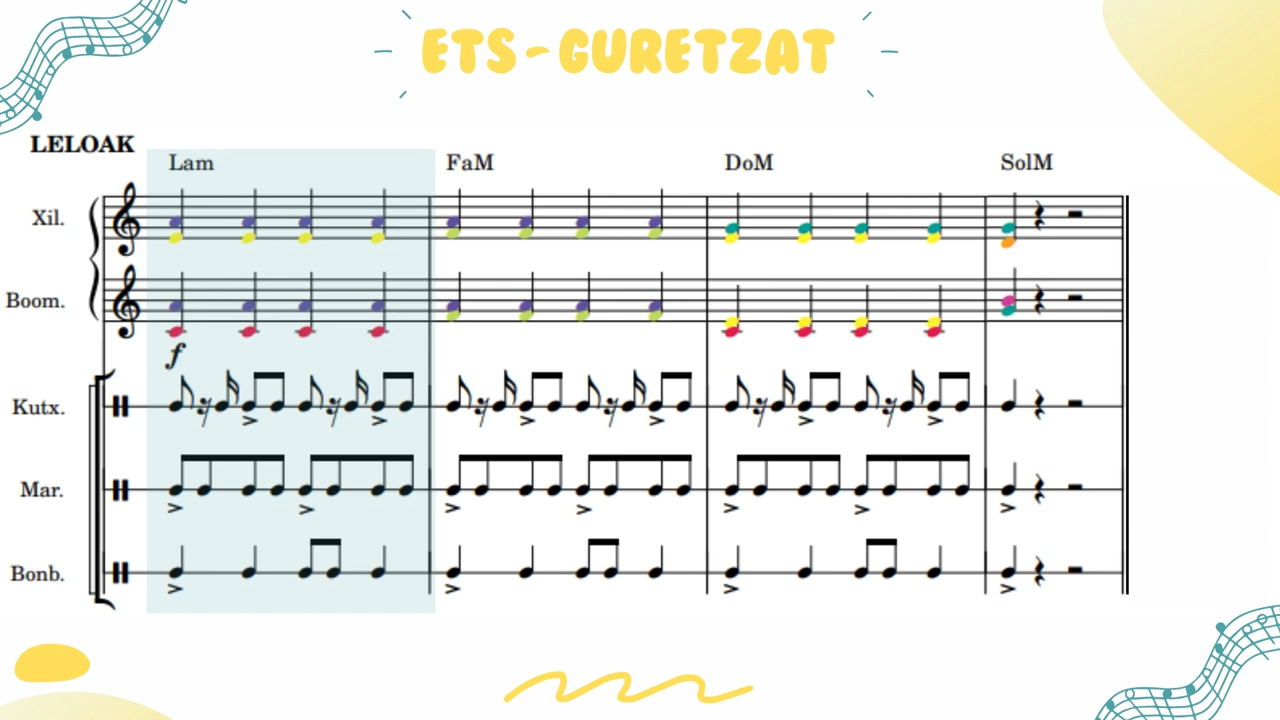 ETS - GURETZAT
LELOAK
Lam FaM DoM SolM
Xil.
Boom.
f
Kutx.
Mar.
Bonb.